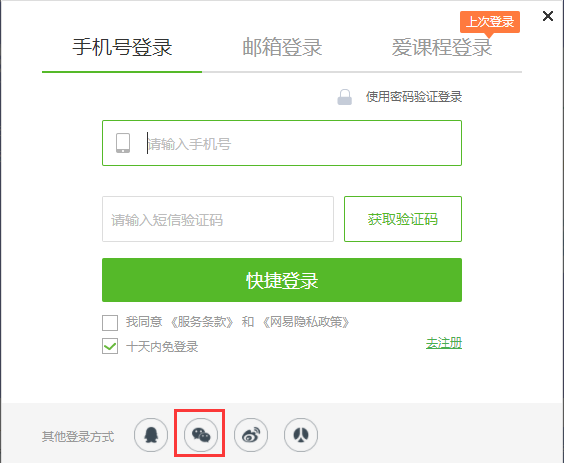 上次登录
手机号登录 邮箱登录 爱课程登录
使用密码验证登录
请输入手机号
请输入短信验证码 获取验证码
快捷登录
我同意 《服务条款》 和 《网易隐私政策》
十天内免登录 去注册
其他登录方式